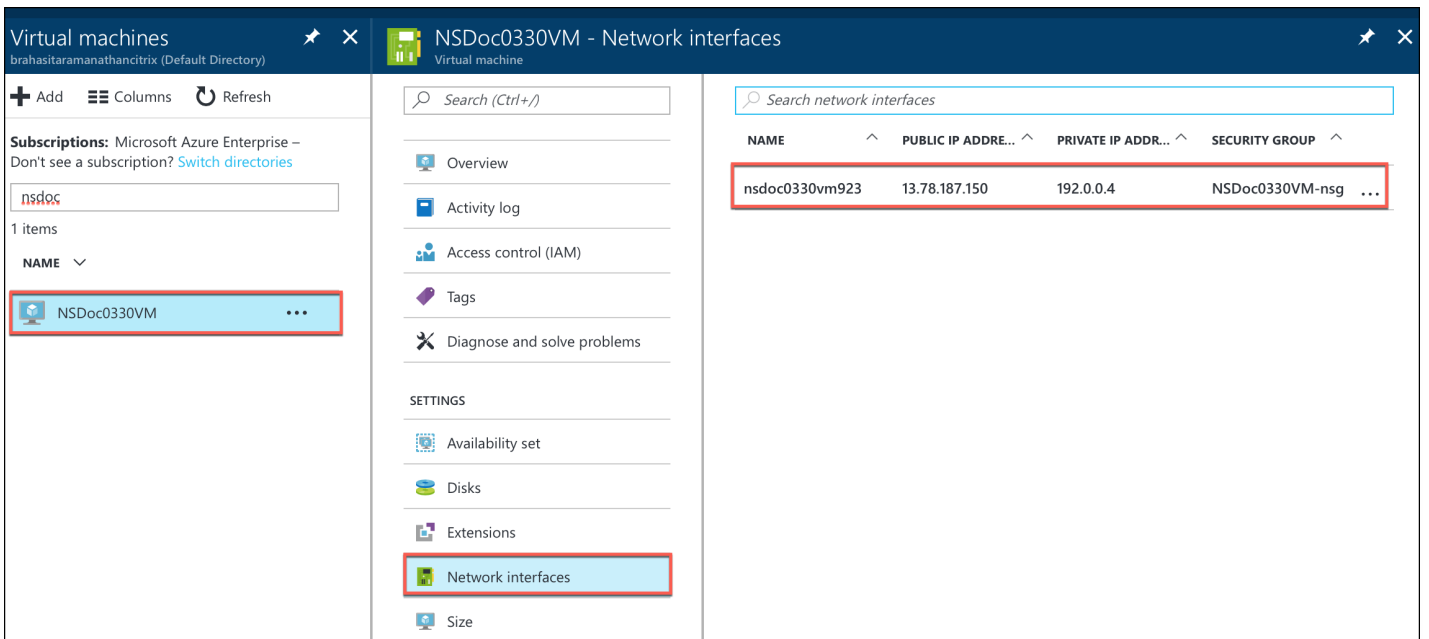 Virtual machines
brahasitaramanathancitrix (Default Directory)
Add Columns Refresh
Subscriptions: Microsoft Azure Enterprise –
Don't see a subscription? Switch directories
nsdoc
1 items
NAME
NSDoc0330VM ...
NSDoc0330VM - Network interfaces
Virtual machine
Search (Ctrl+/)
Overview
Activity log
Access control (IAM)
Tags
Diagnose and solve problems
SETTINGS
Availability set
Disks
Extensions
Network interfaces
Size
Search network interfaces
NAME PUBLIC IP ADDRE... PRIVATE IP ADDR... SECURITY GROUP
nsdoc0330vm923 13.78.187.150 192.0.0.4 NSDoc0330VM-nsg ...